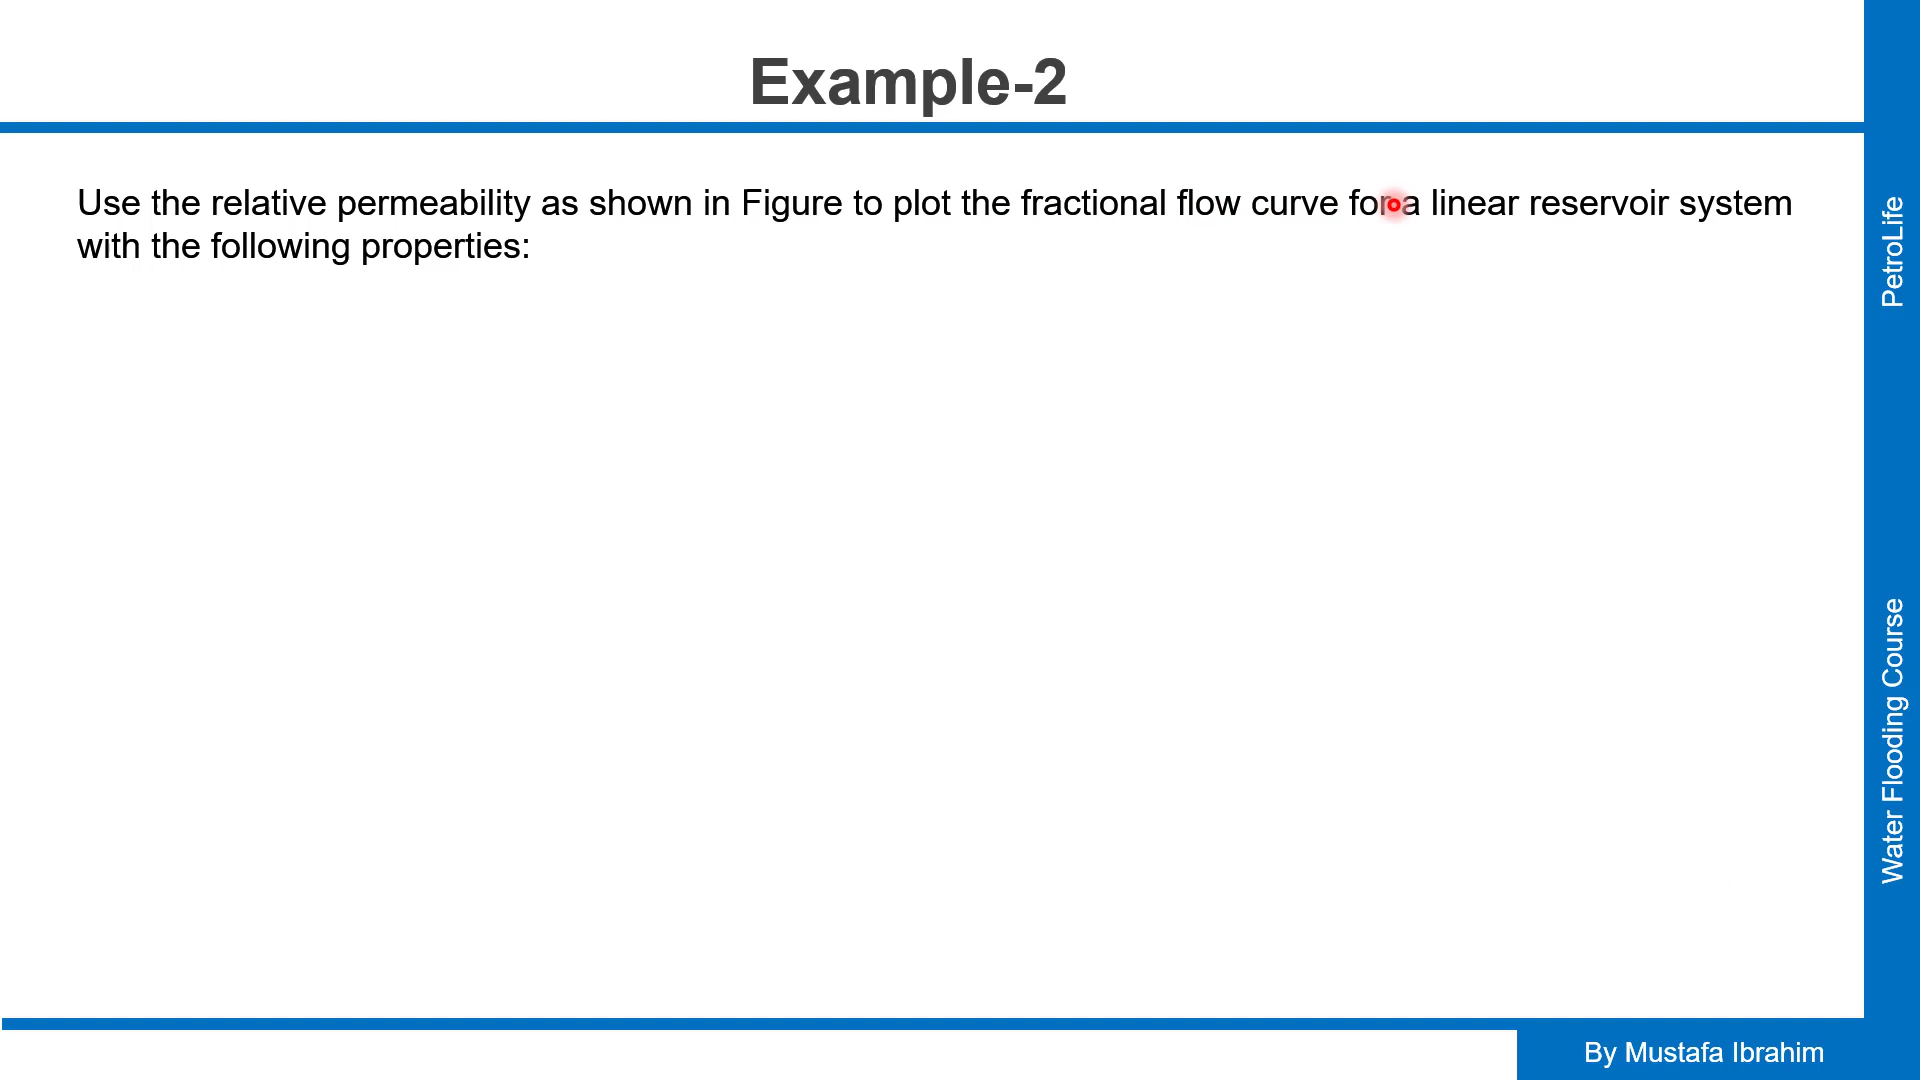 Example-2
Use the relative permeability as shown in Figure to plot the fractional flow curve for a linear reservoir system
with the following properties:
PetroLife
Water Flooding Course
By Mustafa Ibrahim